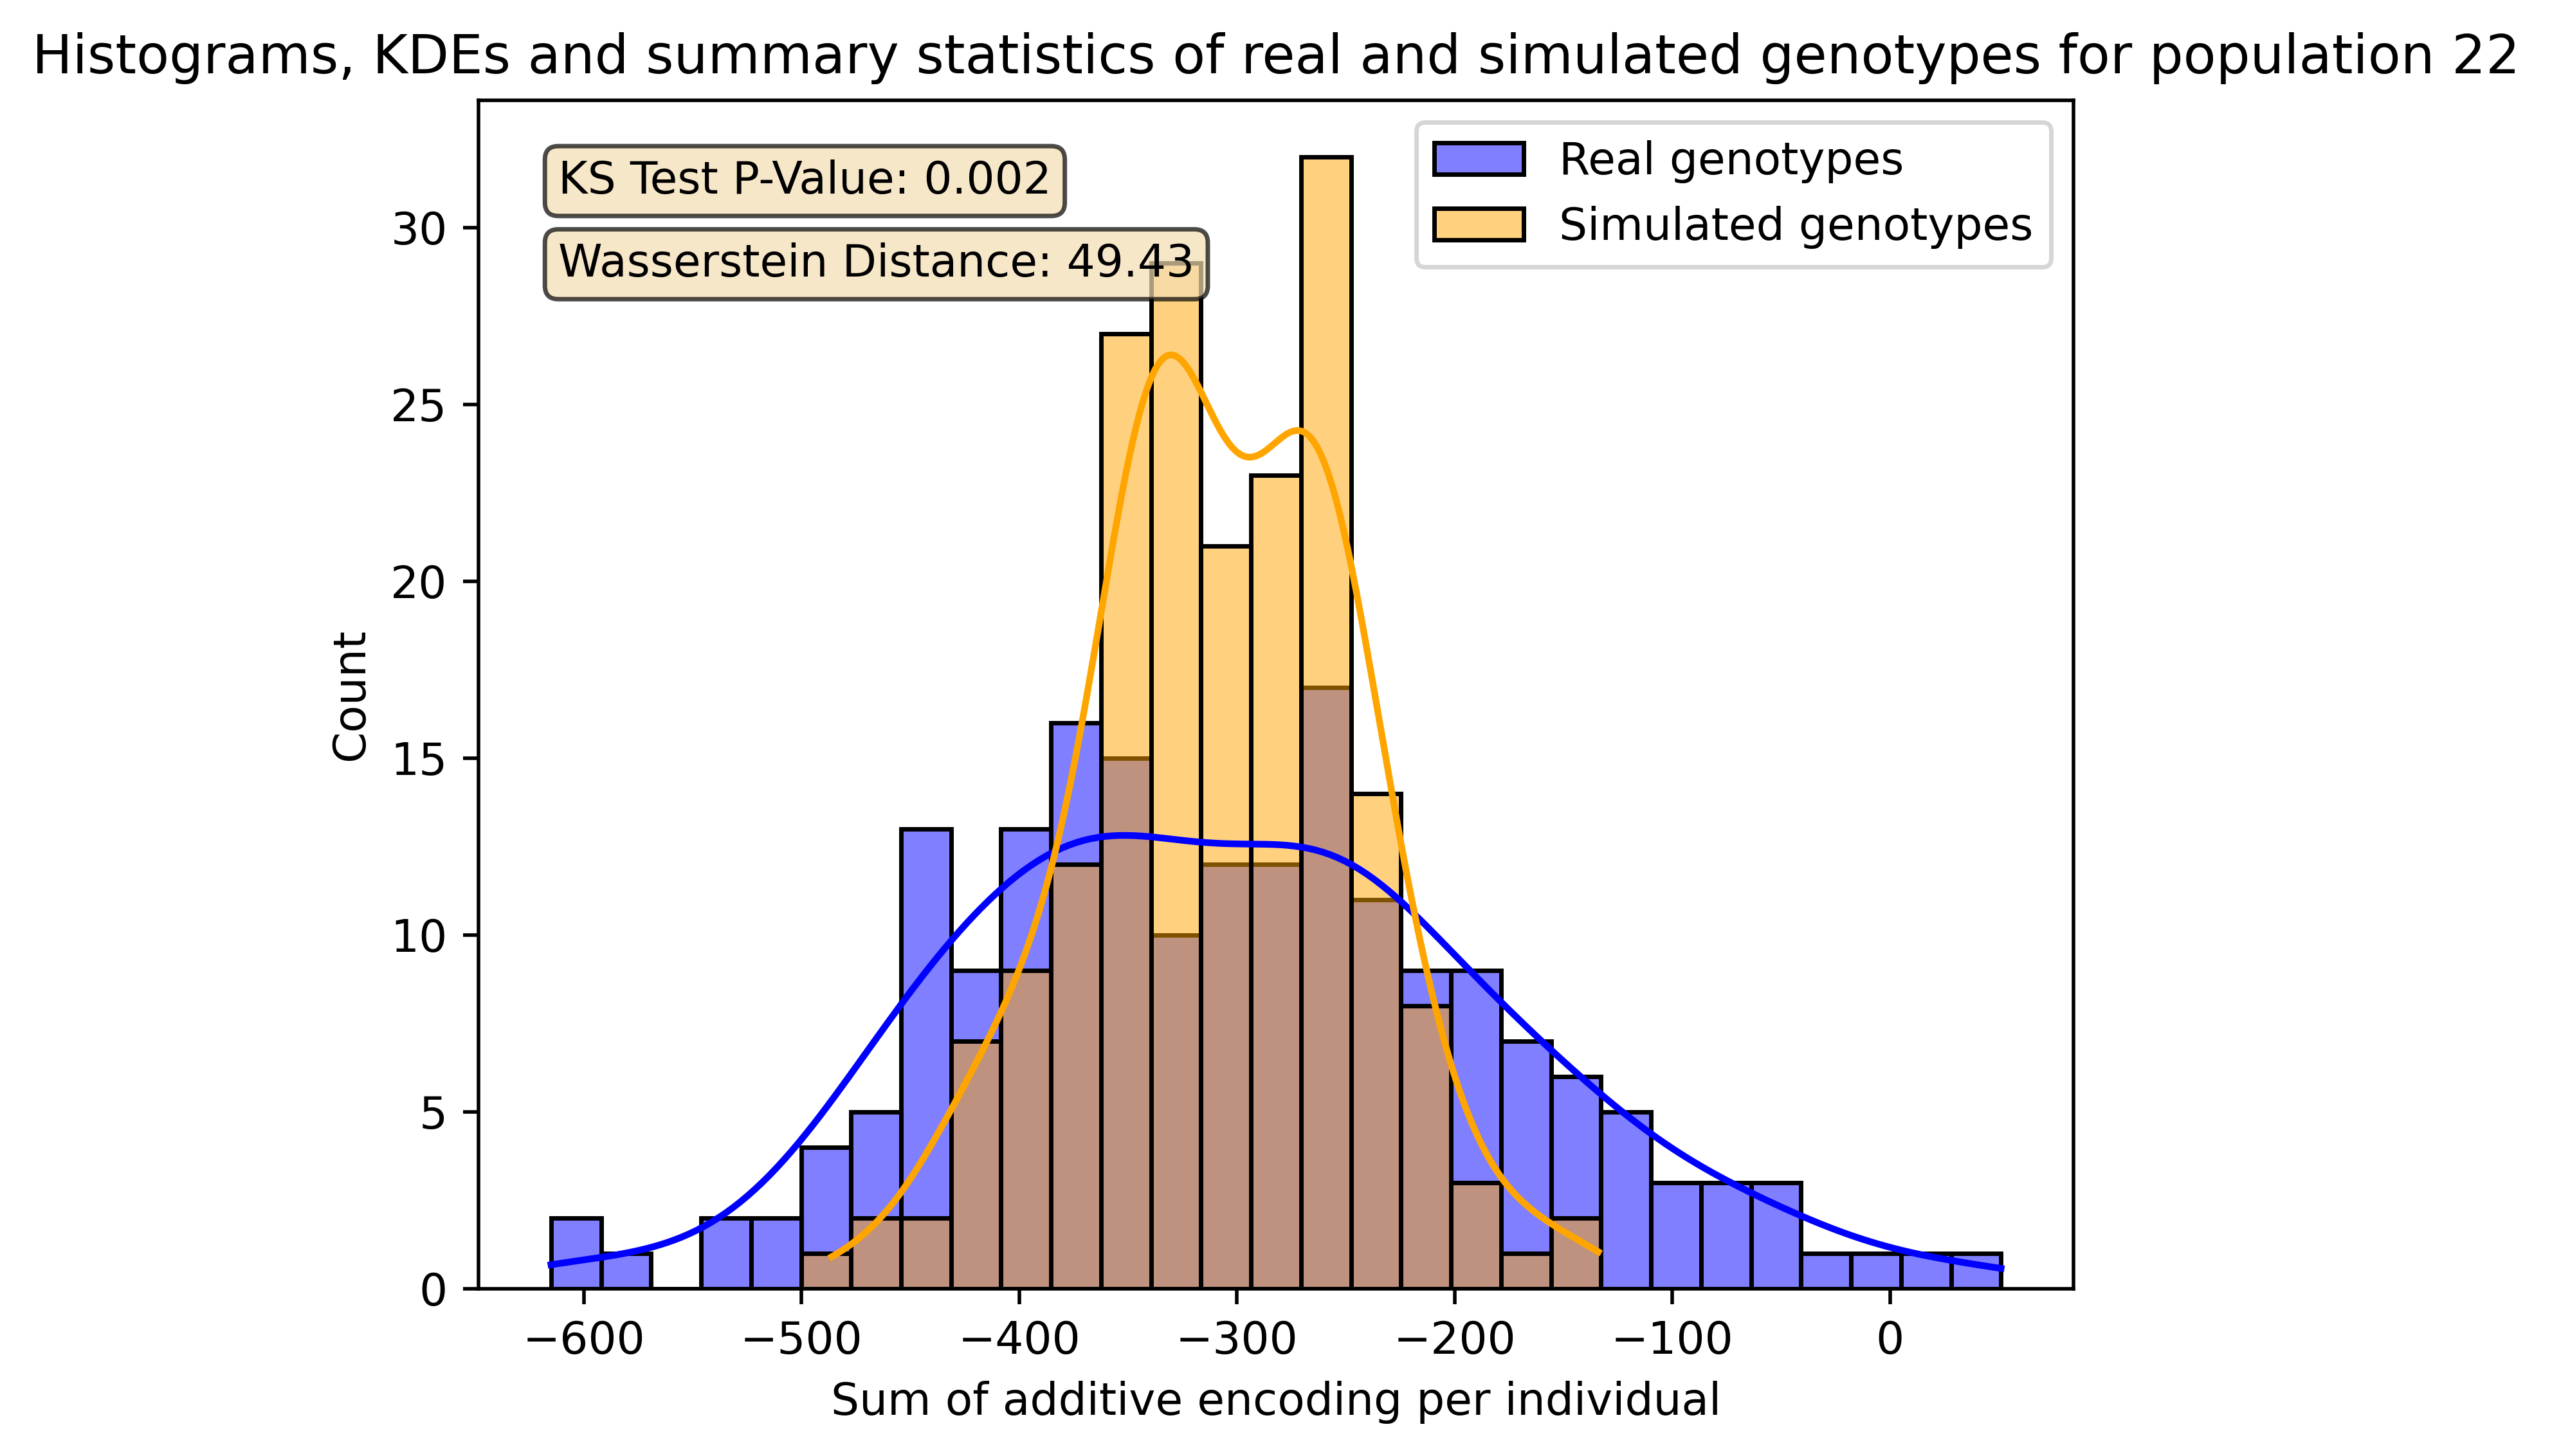 Histograms, KDEs and summary statistics of real and simulated genotypes for population 22
KS Test P-Value: 0.002
Wasserstein Distance: 49.43
Real genotypes
Simulated genotypes
30
25
20
15
10
5
0
Count
−600 −500 −400 −300 −200 −100 0
Sum of additive encoding per individual